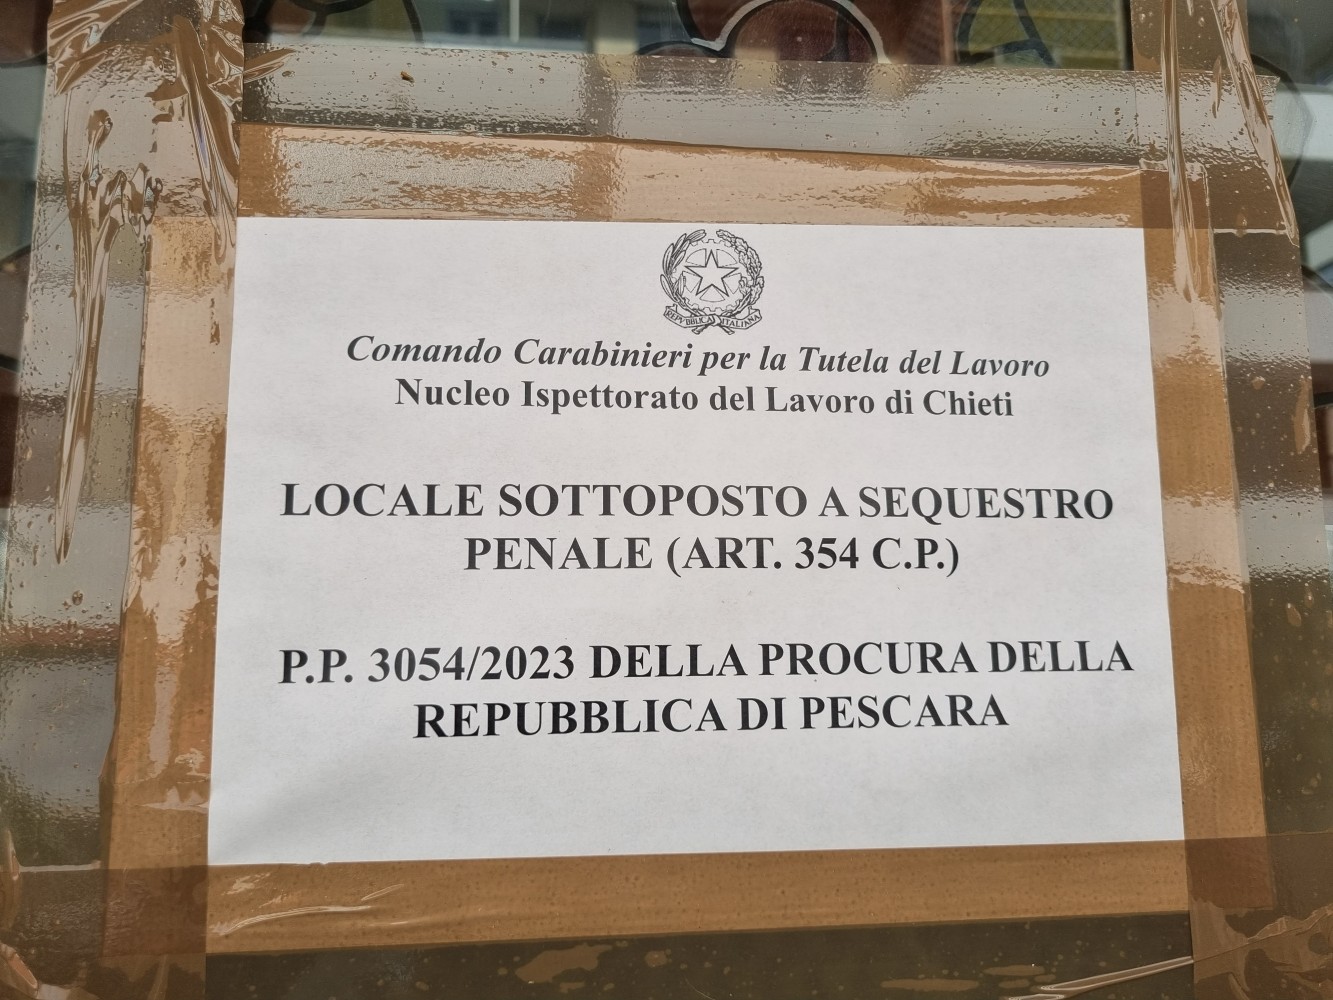 REPVBBLICA ITALIANA
Comando Carabinieri per la Tutela del Lavoro
Nucleo Ispettorato del Lavoro di Chieti
LOCALE SOTTOPOSTO A SEQUESTRO
PENALE (ART. 354 C.P.)
P.P. 3054/2023 DELLA PROCURA DELLA
REPUBBLICA DI PESCARA